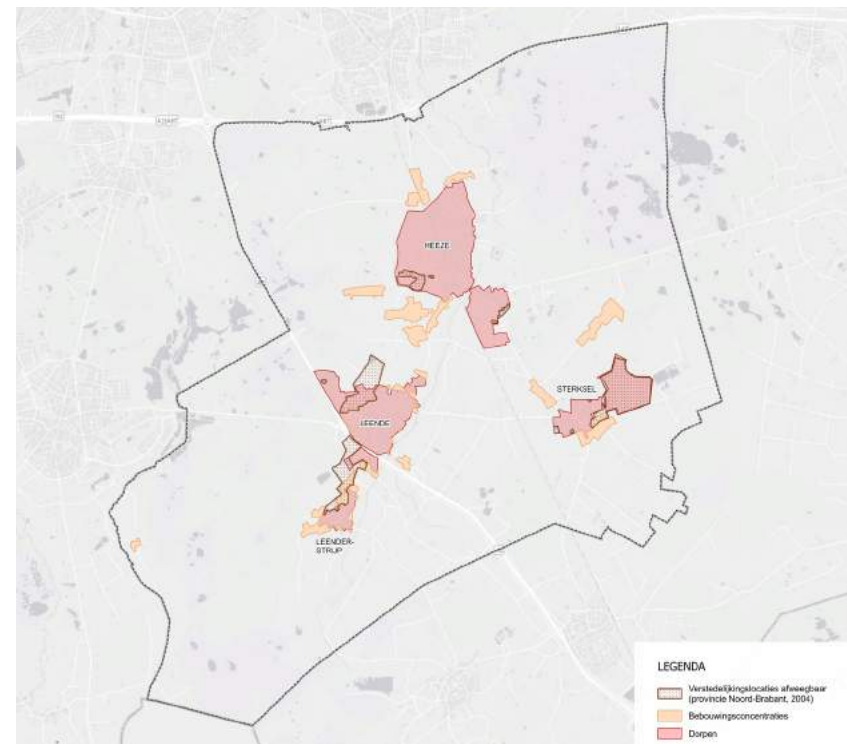 HEEZE
STERKSEL
LEENDE
LEENDER-
STRIJP
LEGENDA
Verstedelijkingslocaties afweegbaar
(provincie Noord-Brabant, 2004)
Bebouwingsconcentraties
Dorpen